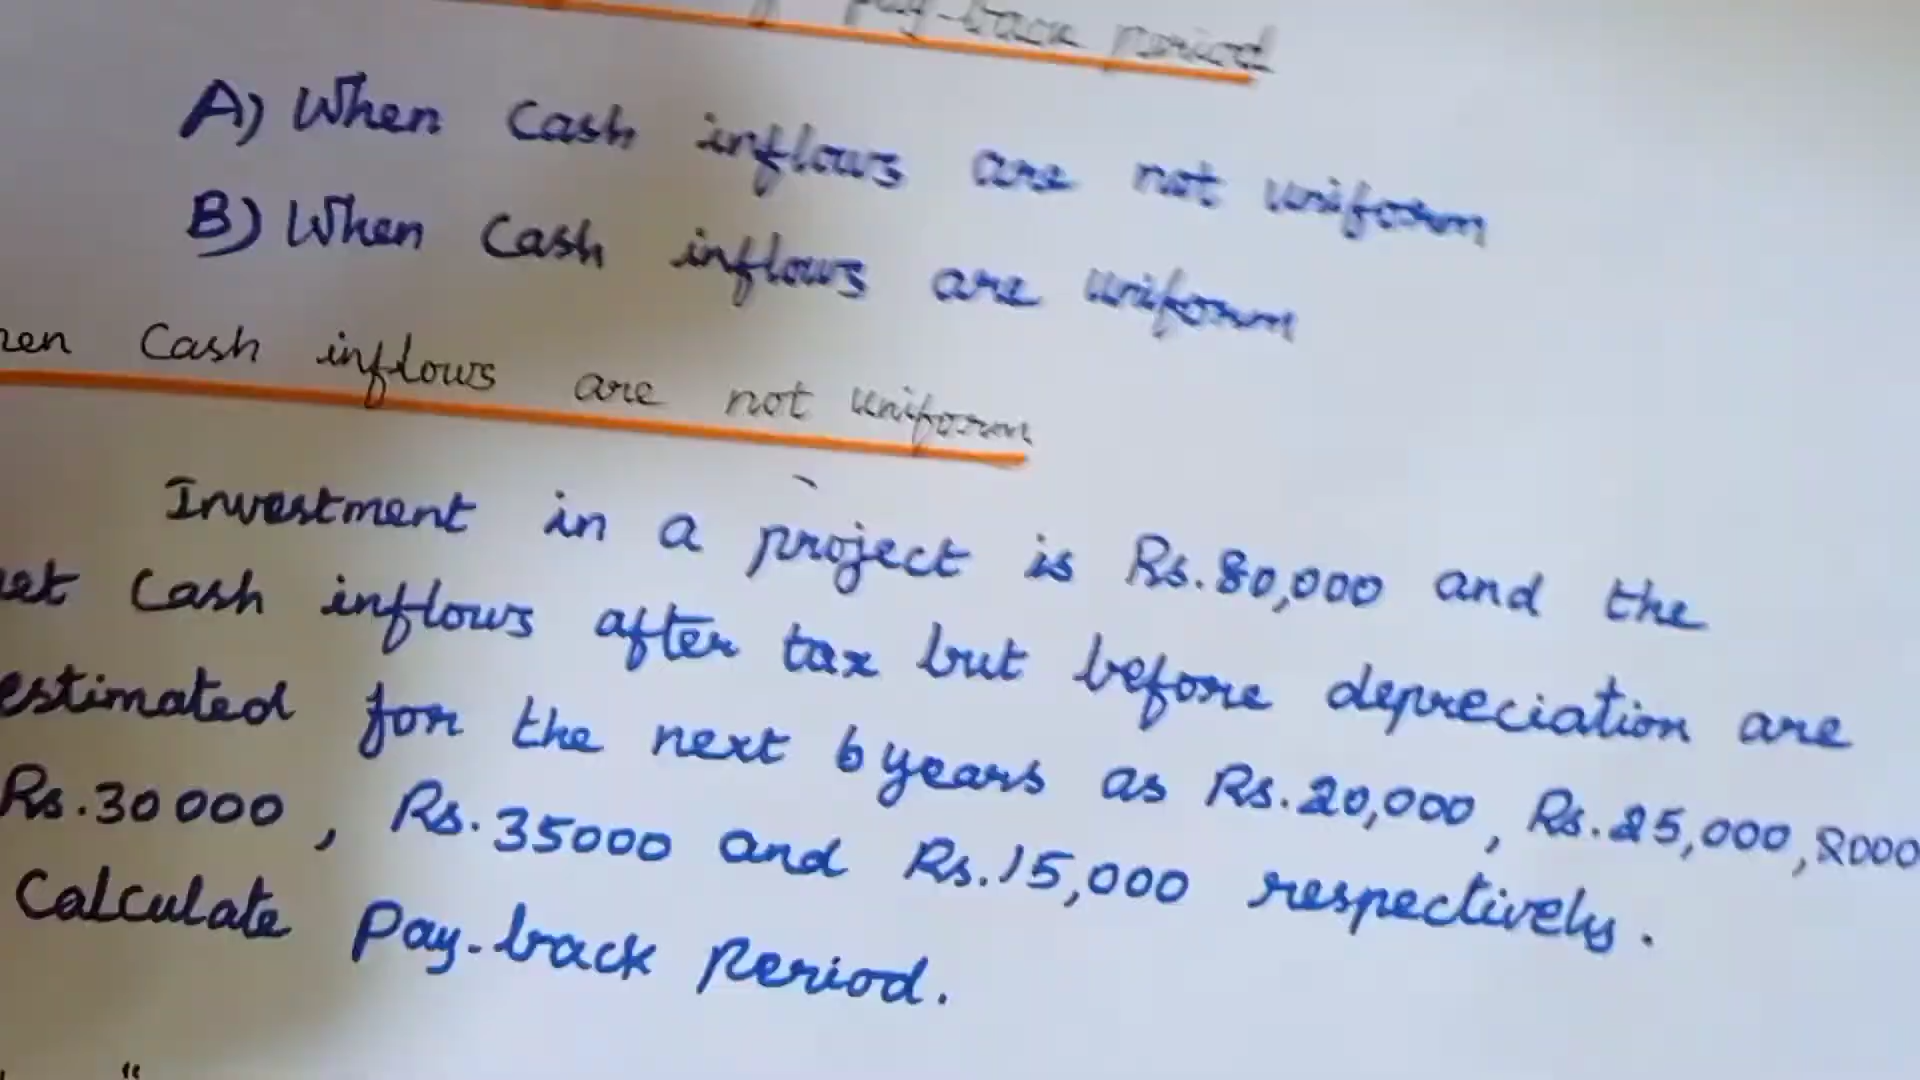 pay-back period
A) When Cash inflows are not uniform
B) When Cash inflows are uniform
Cash inflows are not uniform
Investment in a project is Rs.80,000 and the
Cash inflows after tax but before depreciation are
estimated for the next 6 years as Rs.20,000, Rs.25,000,
Rs.30000, Rs.35000 and Rs.15,000 respectively.
Calculate Pay-back Period.